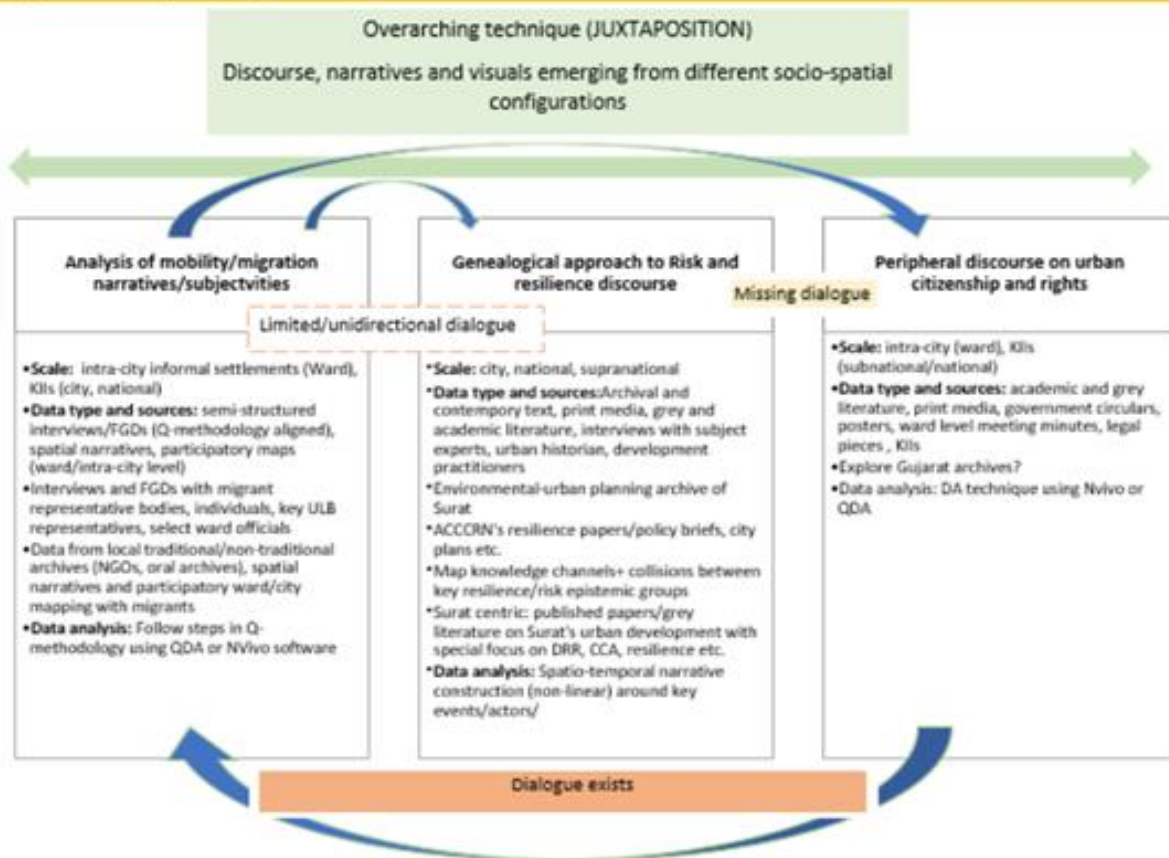 Overarching technique (JUXTAPOSITION)
Discourse, narratives and visuals emerging from different socio-spatial
configurations
Analysis of mobility/migration
narratives/subjectvities
Genealogical approach to Risk and
resilience discourse
Peripheral discourse on urban
citizenship and rights
Missing dialogue
Limited/unidirectional dialogue
•Scale: intra-city informal settlements (Ward),
KIIs (city, national)
•Data type and sources: semi-structured
interviews/FGDs (Q-methodology aligned),
spatial narratives, participatory maps
(ward/intra-city level)
•Interviews and FGDs with migrant
representative bodies, individuals, key ULB
representatives, select ward officials
•Data from local traditional/non-traditional
archives (NGOs, oral archives), spatial
narratives and participatory ward/city
mapping with migrants
•Data analysis: Follow steps in Q-
methodology using QDA or NVivo software
•Scale: city, national, supranational
•Data type and sources:Archival and
contempory text, print media, grey and
academic literature, interviews with subject
experts, urban historian, development
practitioners
•Environmental-urban planning archive of
Surat
•ACCCRN's resilience papers/policy briefs, city
plans etc.
•Map knowledge channels+ collisions between
key resilience/risk epistemic groups
•Surat centric: published papers/grey
literature on Surat's urban development with
special focus on DRR, CCA, resilience etc.
•Data analysis: Spatio-temporal narrative
construction (non-linear) around key
events/actors/
•Scale: intra-city (ward), KIIs
(subnational/national)
•Data type and sources: academic and grey
literature, print media, government circulars,
posters, ward level meeting minutes, legal
pieces , KIIs
•Explore Gujarat archives?
•Data analysis: DA technique using Nvivo or
QDA
Dialogue exists